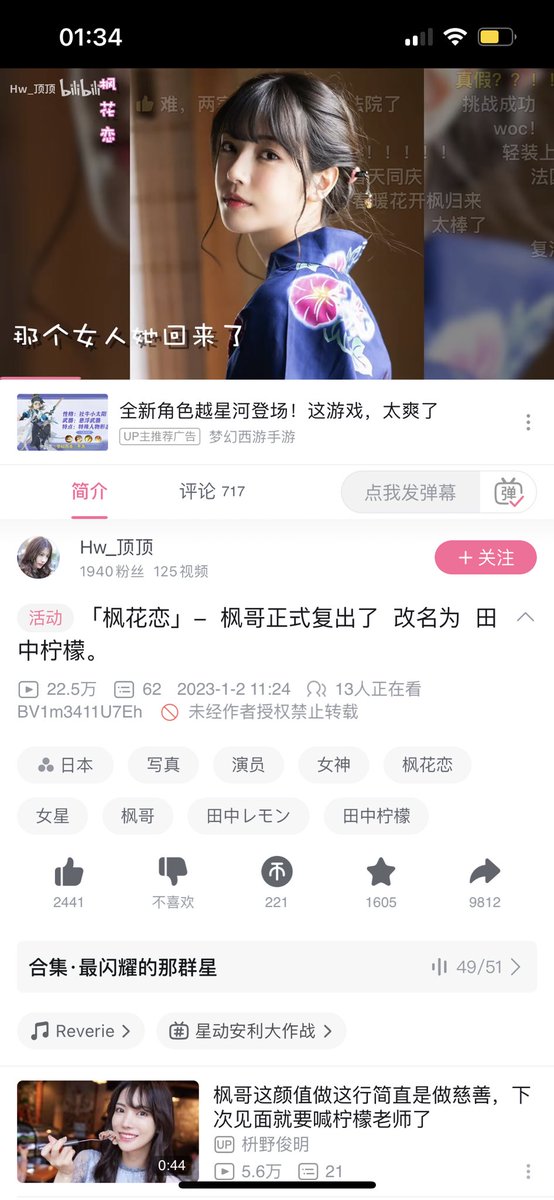 01:34
Hw_顶顶 bilibili
枫花恋
真假？？！！
挑战成功
woc！
轻装上
春暖花开枫归来
太棒了
那个女人她回来了
全新角色越星河登场！这游戏，太爽了
UP主推荐广告 梦幻西游手游
简介 评论 717 点我发弹幕 弹
Hw_顶顶
1940粉丝 125视频
+ 关注
活动 「枫花恋」– 枫哥正式复出了 改名为 田
中柠檬。
22.5万 62 2023-1-2 11:24 13人正在看
BV1m3411U7Eh 未经作者授权禁止转载
日本 写真 演员 女神 枫花恋
女星 枫哥 田中レモン 田中柠檬
2441 不喜欢 221 1605 9812
合集·最闪耀的那群星 49/51
Reverie 星动安利大作战
枫哥这颜值做这行简直是做慈善，下
次见面就要喊柠檬老师了
UP 枡野俊明
0:44 5.6万 21